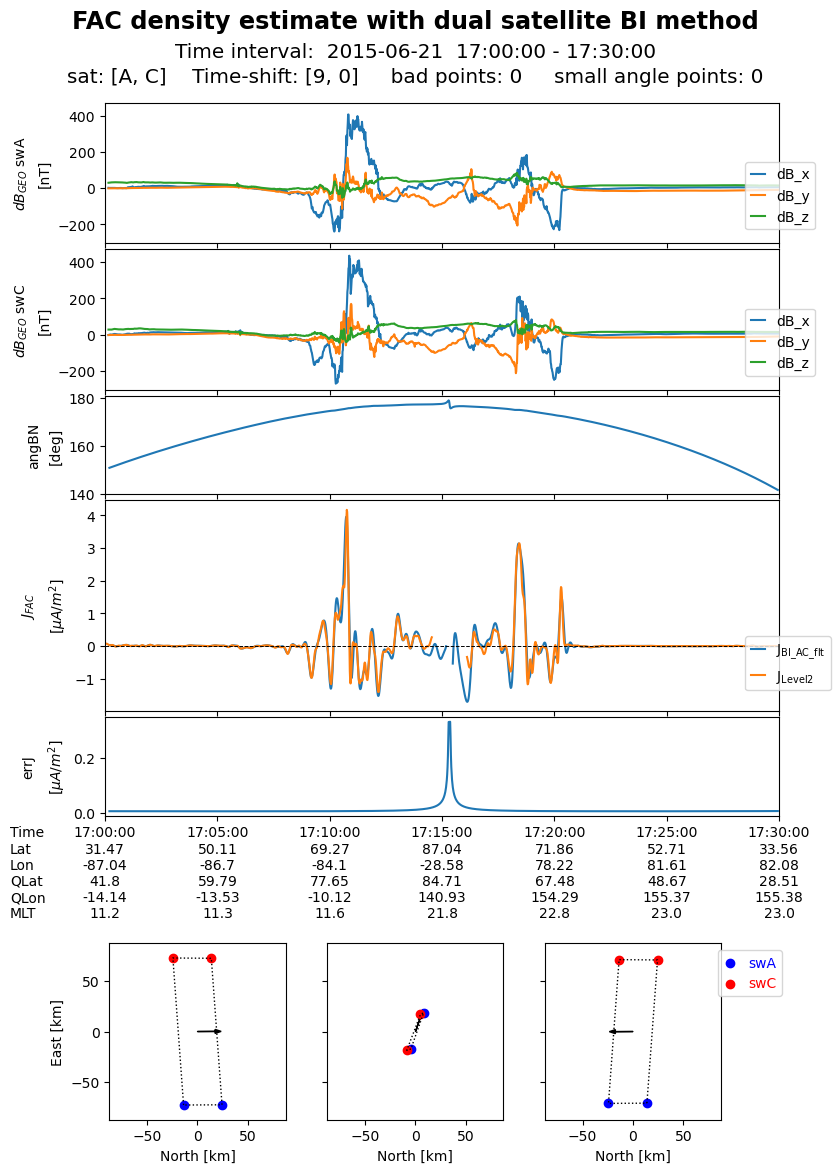 FAC density estimate with dual satellite BI method
Time interval:  2015-06-21  17:00:00 - 17:30:00
sat: [A, C]    Time-shift: [9, 0]     bad points: 0     small angle points: 0
dB_GEO swA
[nT]
400
200
0
−200
dB_x
dB_y
dB_z
dB_GEO swC
[nT]
400
200
0
−200
dB_x
dB_y
dB_z
angBN
[deg]
180
160
140
J_FAC
[μA/m²]
4
3
2
1
0
−1
J_BI_AC_flt
J_Level2
errJ
[μA/m²]
0.2
0.0
Time 17:00:00 17:05:00 17:10:00 17:15:00 17:20:00 17:25:00 17:30:00
Lat 31.47 50.11 69.27 87.04 71.86 52.71 33.56
Lon -87.04 -86.7 -84.1 -28.58 78.22 81.61 82.08
QLat 41.8 59.79 77.65 84.71 67.48 48.67 28.51
QLon -14.14 -13.53 -10.12 140.93 154.29 155.37 155.38
MLT 11.2 11.3 11.6 21.8 22.8 23.0 23.0
East [km]
50
0
−50
swA
swC
−50 0 50 −50 0 50 −50 0 50
North [km] North [km] North [km]